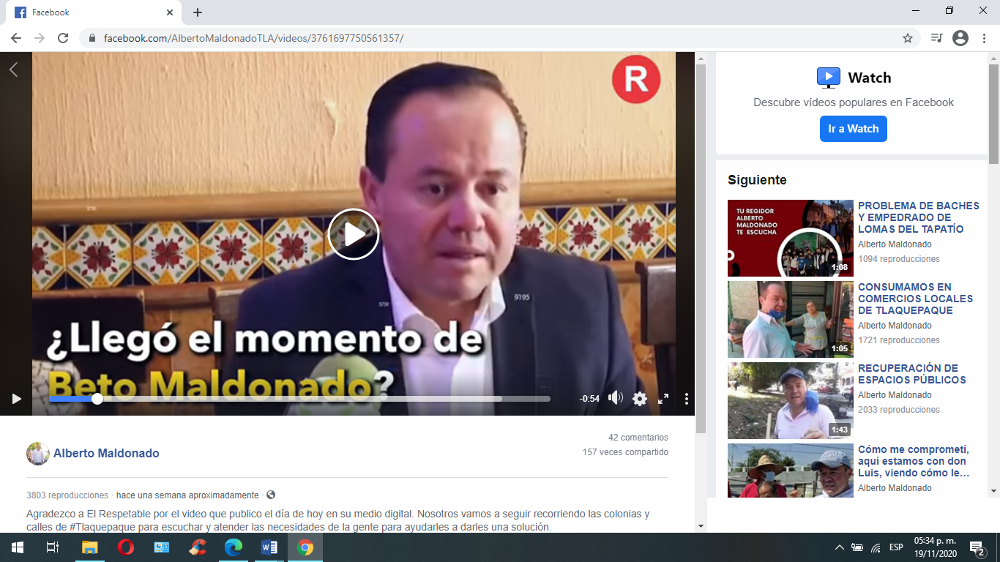 Facebook
facebook.com/AlbertoMaldonadoTLA/videos/3761697750561357/
R
5731
9195
5731
9195
¿Llegó el momento de
Beto Maldonado?
-0:54
Alberto Maldonado
42 comentarios
157 veces compartido
3803 reproducciones · hace una semana aproximadamente ·
Agradezco a El Respetable por el video que publico el día de hoy en su medio digital. Nosotros vamos a seguir recorriendo las colonias y
calles de #Tlaquepaque para escuchar y atender las necesidades de la gente para ayudarles a darles una solución.
Watch
Descubre vídeos populares en Facebook
Ir a Watch
Siguiente
TU REGIDOR
ALBERTO
MALDONADO
TE ESCUCHA
1:08
PROBLEMA DE BACHES
Y EMPEDRADO DE
LOMAS DEL TAPATÍO
Alberto Maldonado
1094 reproducciones
1:05
CONSUMAMOS EN
COMERCIOS LOCALES
DE TLAQUEPAQUE
Alberto Maldonado
1721 reproducciones
1:43
RECUPERACIÓN DE
ESPACIOS PÚBLICOS
Alberto Maldonado
2033 reproducciones
Cómo me comprometí,
aquí estamos con don
Luis, viendo cómo le...
Alberto Maldonado
ESP
05:34 p. m.
19/11/2020
2